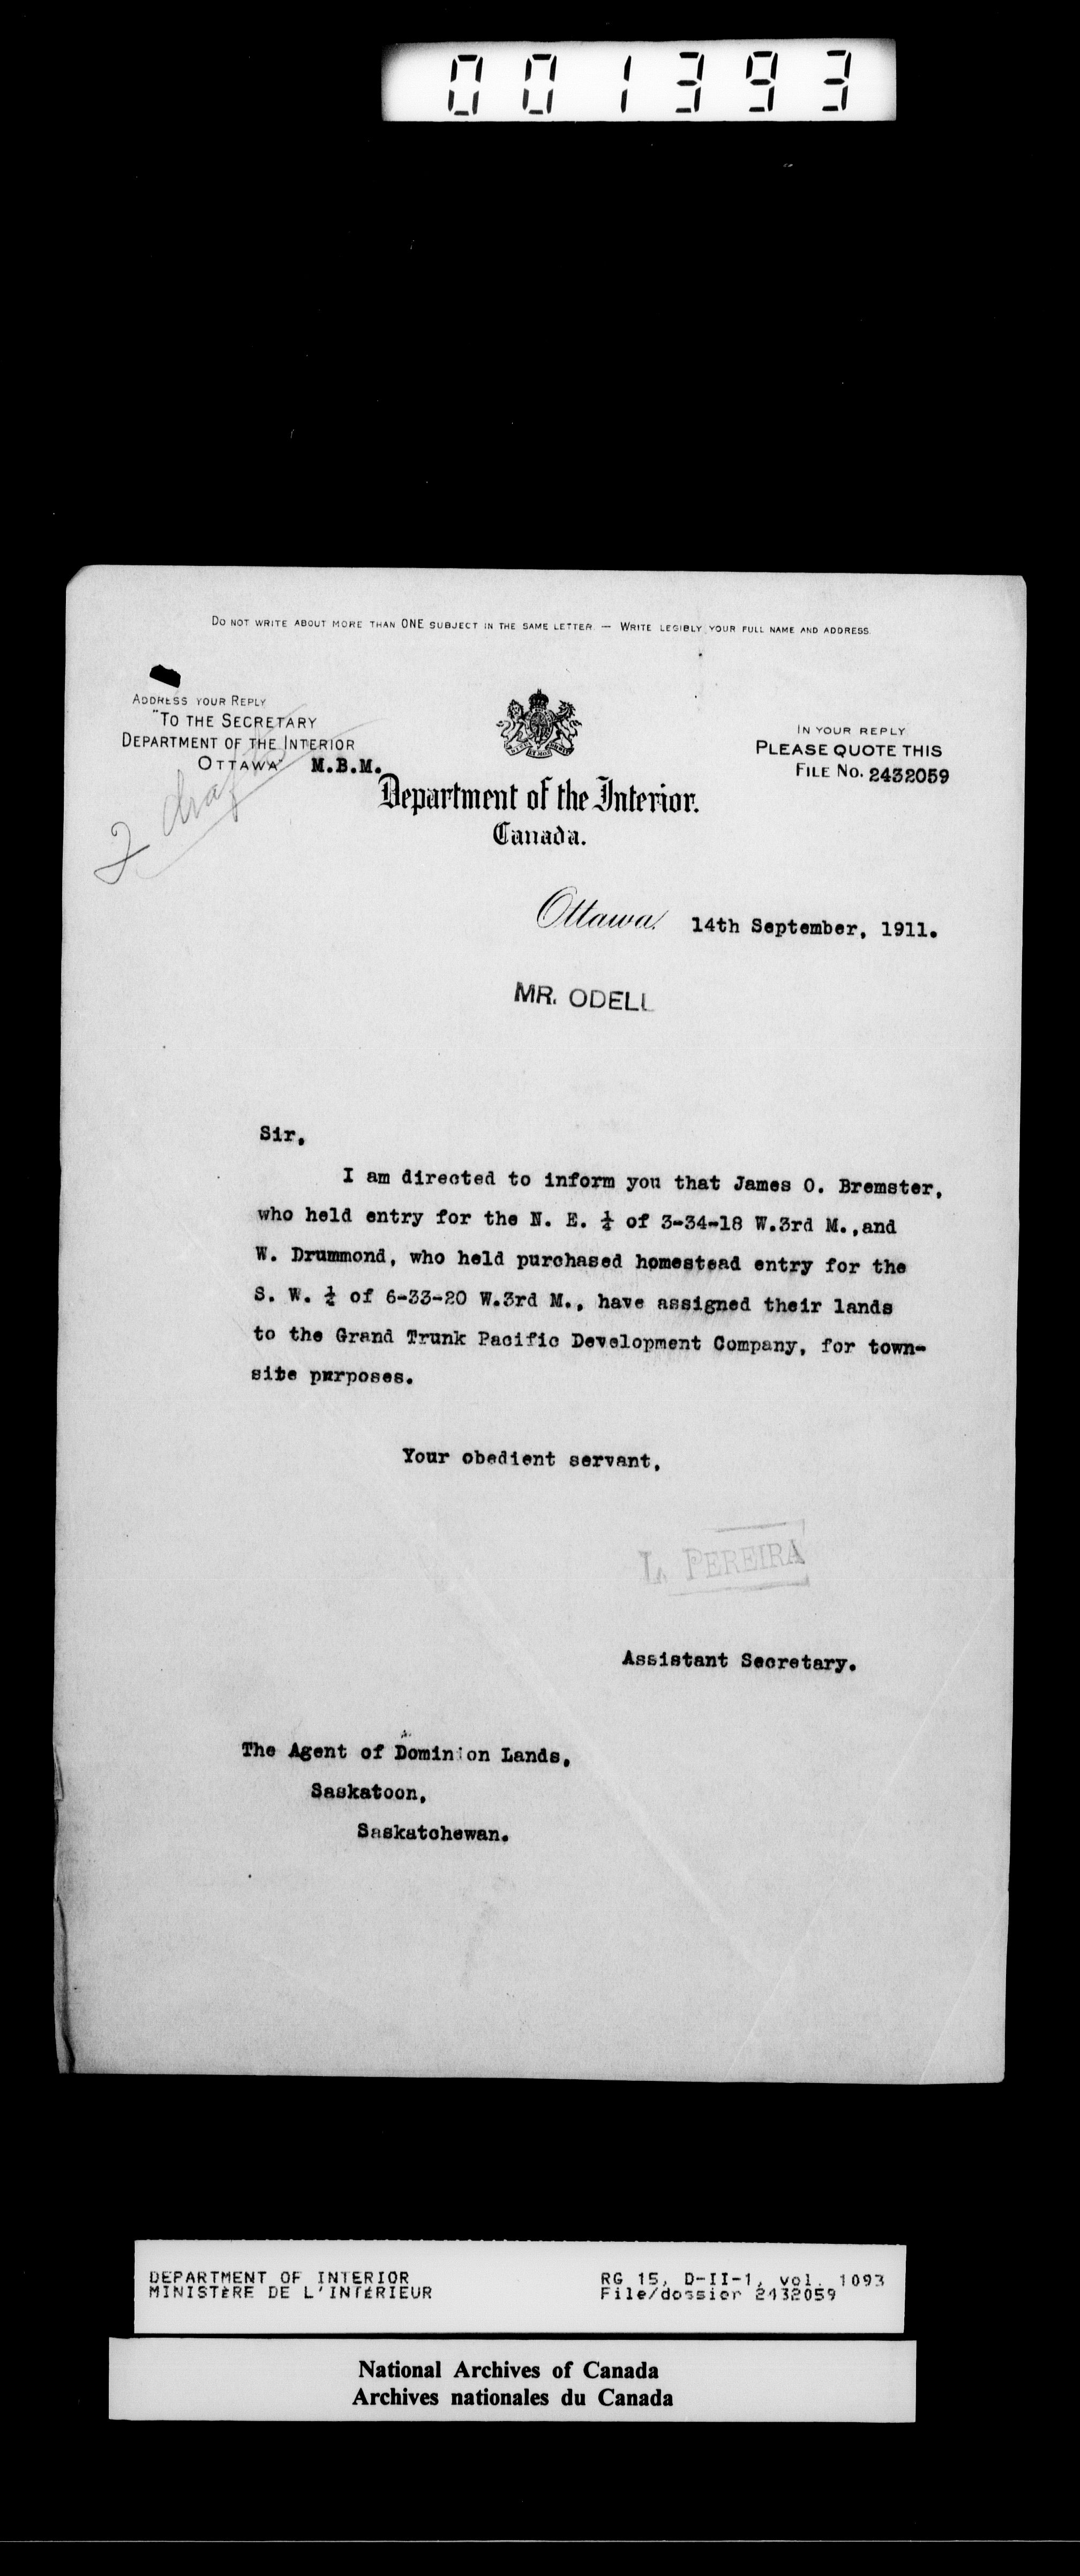 001393
DO NOT WRITE ABOUT MORE THAN ONE SUBJECT IN THE SAME LETTER. — WRITE LEGIBLY YOUR FULL NAME AND ADDRESS.
ADDRESS YOUR REPLY
"TO THE SECRETARY
DEPARTMENT OF THE INTERIOR
OTTAWA" M.B.M.
IN YOUR REPLY
PLEASE QUOTE THIS
FILE NO. 2432059
2 drafts
Department of the Interior.
Canada.
Ottawa, 14th September, 1911.
MR. ODELL
Sir,
I am directed to inform you that James O. Bremster,
who held entry for the N. E. ¼ of 3-34-18 W.3rd M.,and
W. Drummond, who held purchased homestead entry for the
S. W. ¼ of 6-33-20 W.3rd M., have assigned their lands
to the Grand Trunk Pacific Development Company, for town-
site purposes.
Your obedient servant,
L. PEREIRA
Assistant Secretary.
The Agent of Dominion Lands,
Saskatoon,
Saskatchewan.
DEPARTMENT OF INTERIOR
MINISTÈRE DE L'INTÉRIEUR
RG 15, D-II-1, vol. 1093
File/dossier 2432059
National Archives of Canada
Archives nationales du Canada